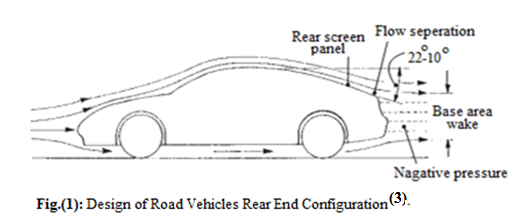 Rear screen
panel
Flow seperation
22-10°
Base area
wake
Nagative pressure
Fig.(1): Design of Road Vehicles Rear End Configuration(3).